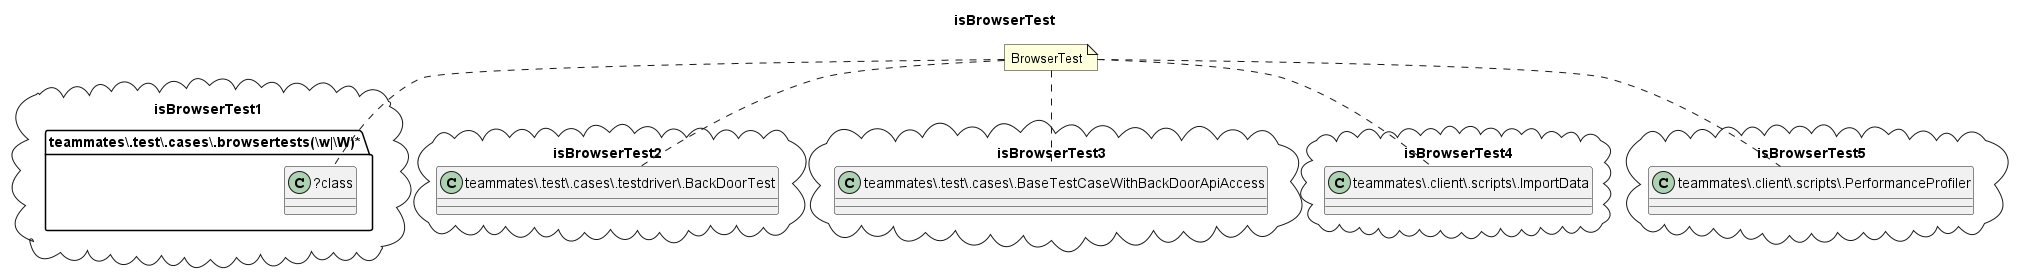 isBrowserTest
BrowserTest
isBrowserTest1
teammates\.test\.cases\.browsertests(\w|\W)*
C ?class
isBrowserTest2
C teammates\.test\.cases\.testdriver\.BackDoorTest
isBrowserTest3
C teammates\.test\.cases\.BaseTestCaseWithBackDoorApiAccess
isBrowserTest4
C teammates\.client\.scripts\.ImportData
isBrowserTest5
C teammates\.client\.scripts\.PerformanceProfiler